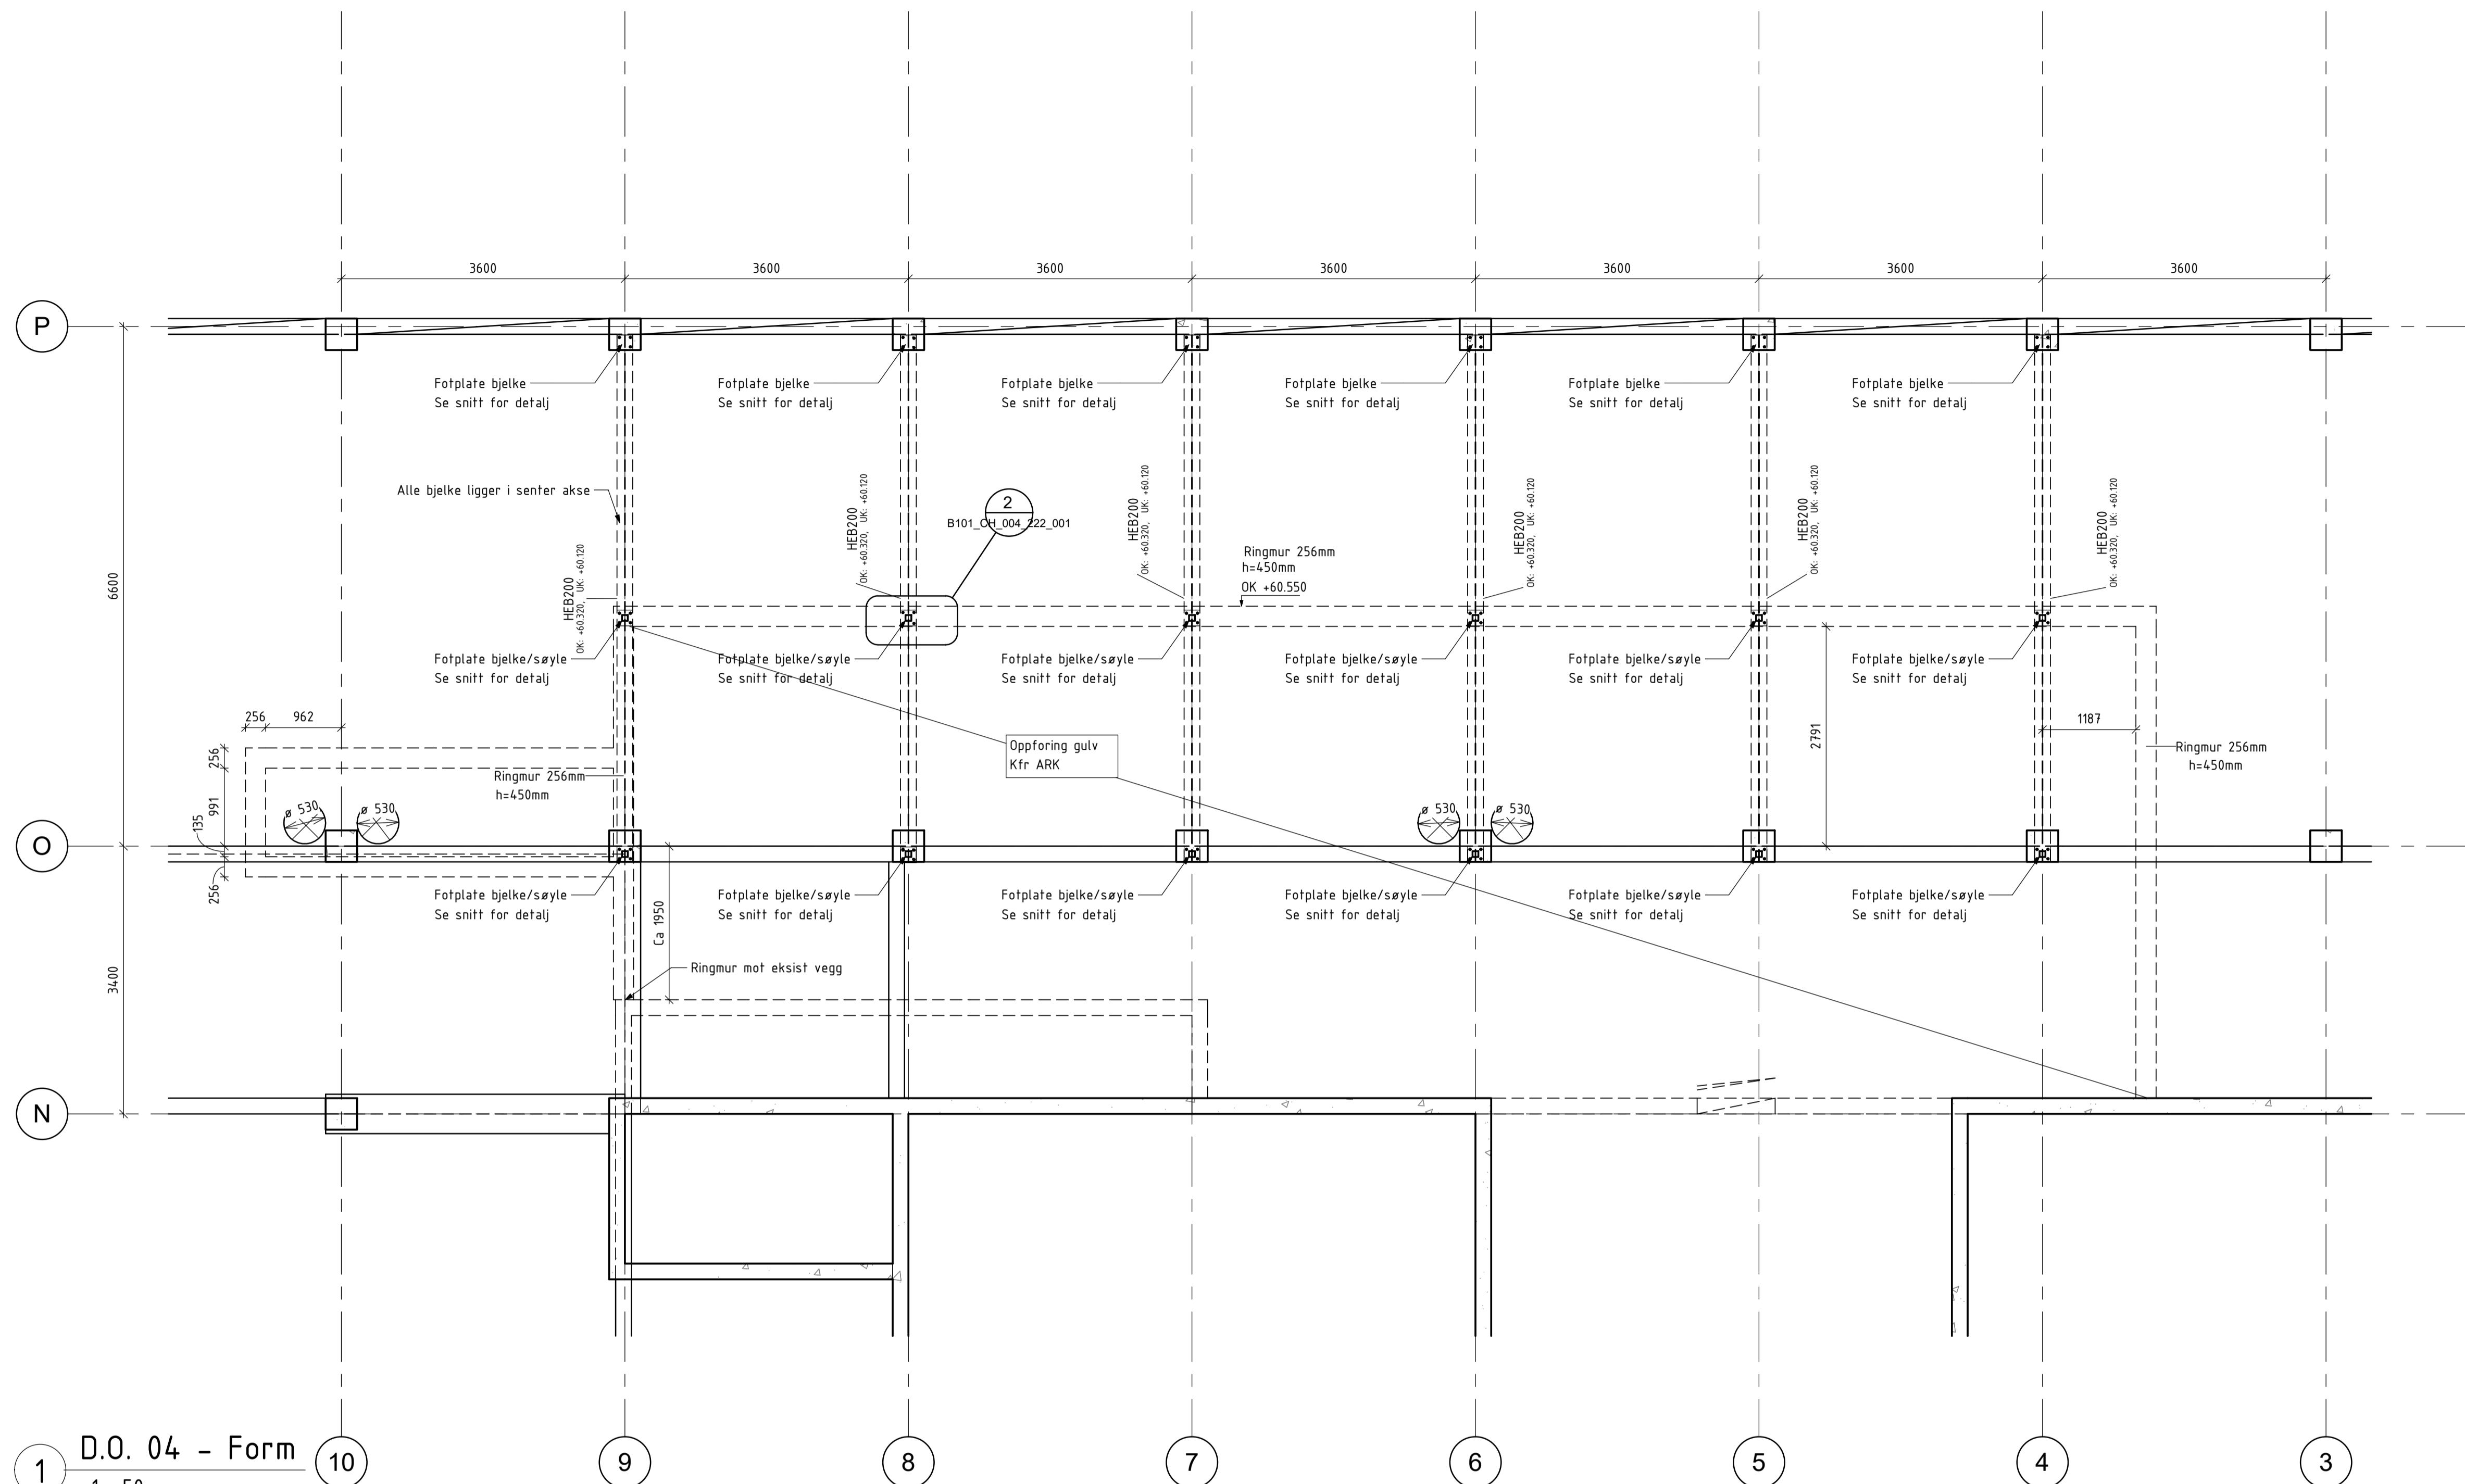 3600
3600
3600
3600
3600
3600
3600
P
Fotplate bjelke
Se snitt for detalj
Fotplate bjelke
Se snitt for detalj
Fotplate bjelke
Se snitt for detalj
Fotplate bjelke
Se snitt for detalj
Fotplate bjelke
Se snitt for detalj
Fotplate bjelke
Se snitt for detalj
Alle bjelke ligger i senter akse
2
B101_CH_004_222_001
HEB200
OK: +60.320, UK: +60.120
HEB200
OK: +60.320, UK: +60.120
HEB200
OK: +60.320, UK: +60.120
HEB200
OK: +60.320, UK: +60.120
HEB200
OK: +60.320, UK: +60.120
HEB200
OK: +60.320, UK: +60.120
Ringmur 256mm
h=450mm
OK +60.550
6600
Fotplate bjelke/søyle
Se snitt for detalj
Fotplate bjelke/søyle
Se snitt for detalj
Fotplate bjelke/søyle
Se snitt for detalj
Fotplate bjelke/søyle
Se snitt for detalj
Fotplate bjelke/søyle
Se snitt for detalj
Fotplate bjelke/søyle
Se snitt for detalj
256
962
1187
2791
256
991
135
256
Ringmur 256mm
h=450mm
Oppforing gulv
Kfr ARK
Ringmur 256mm
h=450mm
ø 530
ø 530
ø 530
ø 530
O
Fotplate bjelke/søyle
Se snitt for detalj
Fotplate bjelke/søyle
Se snitt for detalj
Fotplate bjelke/søyle
Se snitt for detalj
Fotplate bjelke/søyle
Se snitt for detalj
Fotplate bjelke/søyle
Se snitt for detalj
Fotplate bjelke/søyle
Se snitt for detalj
Ca 1950
Ringmur mot eksist vegg
3400
N
1
D.O. 04 - Form
10
9
8
7
6
5
4
3